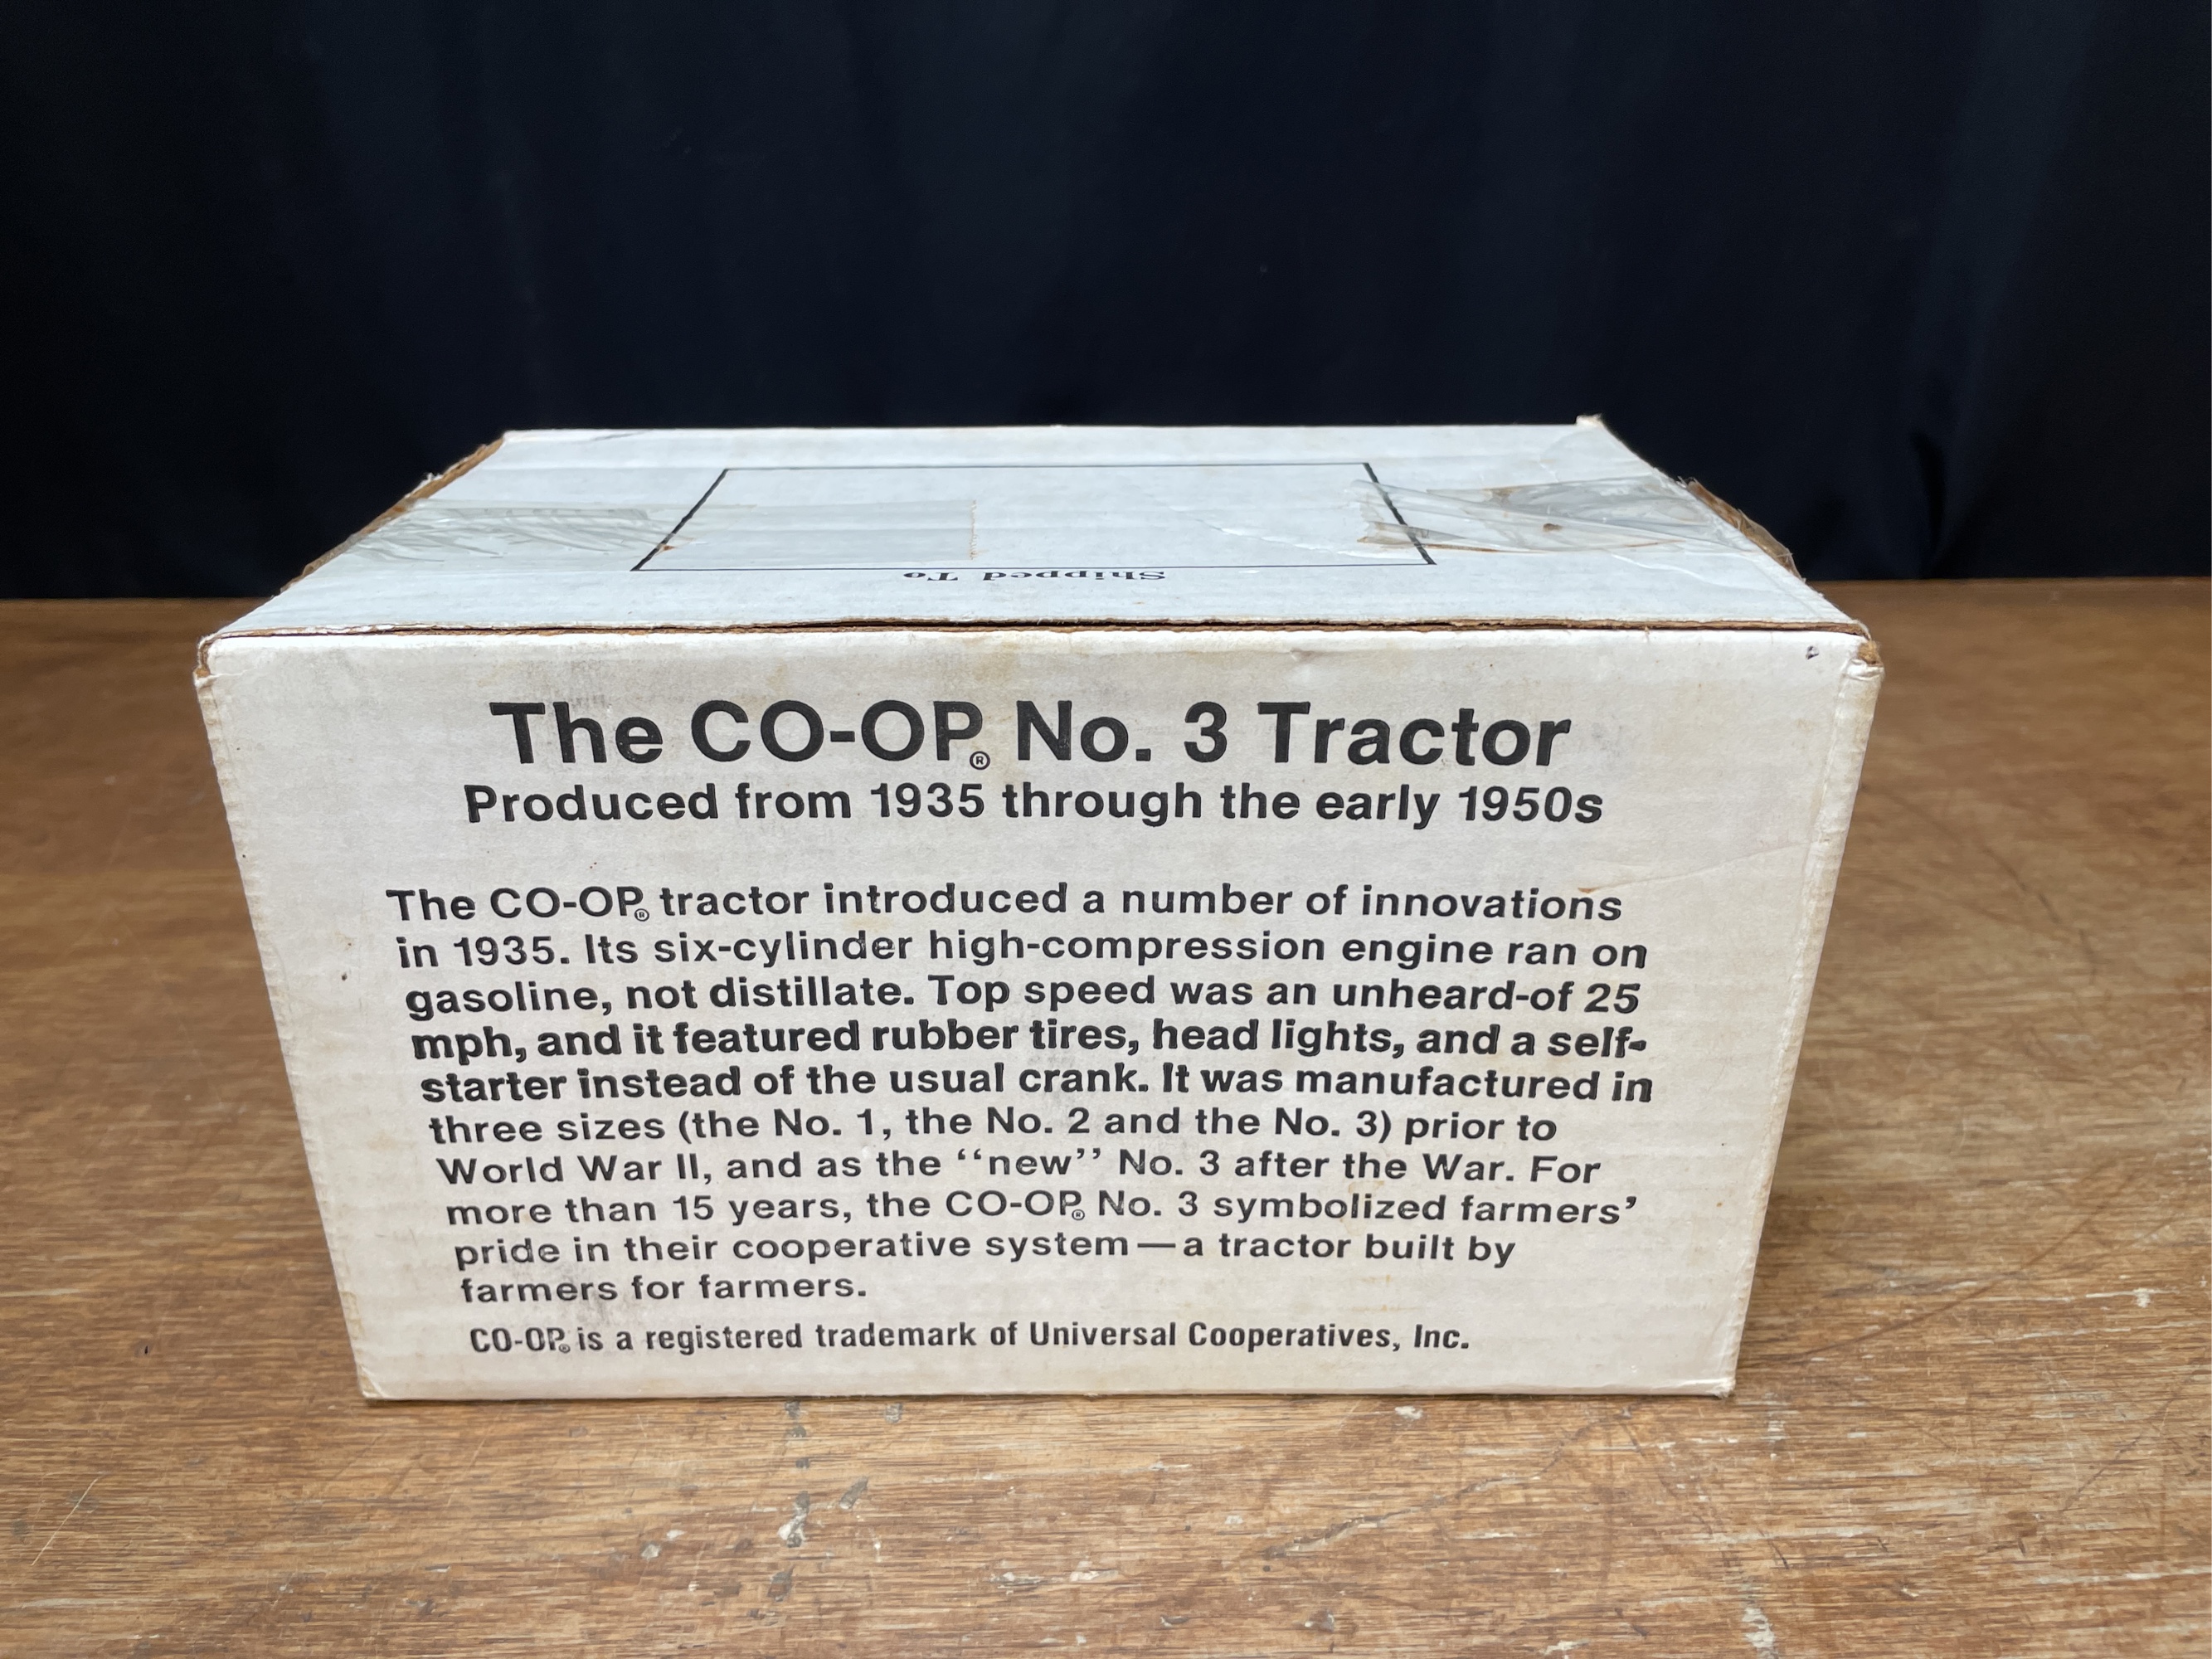 Shipped To
The CO-OP® No. 3 Tractor
Produced from 1935 through the early 1950s
The CO-OP® tractor introduced a number of innovations
in 1935. Its six-cylinder high-compression engine ran on
gasoline, not distillate. Top speed was an unheard-of 25
mph, and it featured rubber tires, head lights, and a self-
starter instead of the usual crank. It was manufactured in
three sizes (the No. 1, the No. 2 and the No. 3) prior to
World War II, and as the ‘‘new’’ No. 3 after the War. For
more than 15 years, the CO-OP® No. 3 symbolized farmers’
pride in their cooperative system — a tractor built by
farmers for farmers.
CO-OP® is a registered trademark of Universal Cooperatives, Inc.